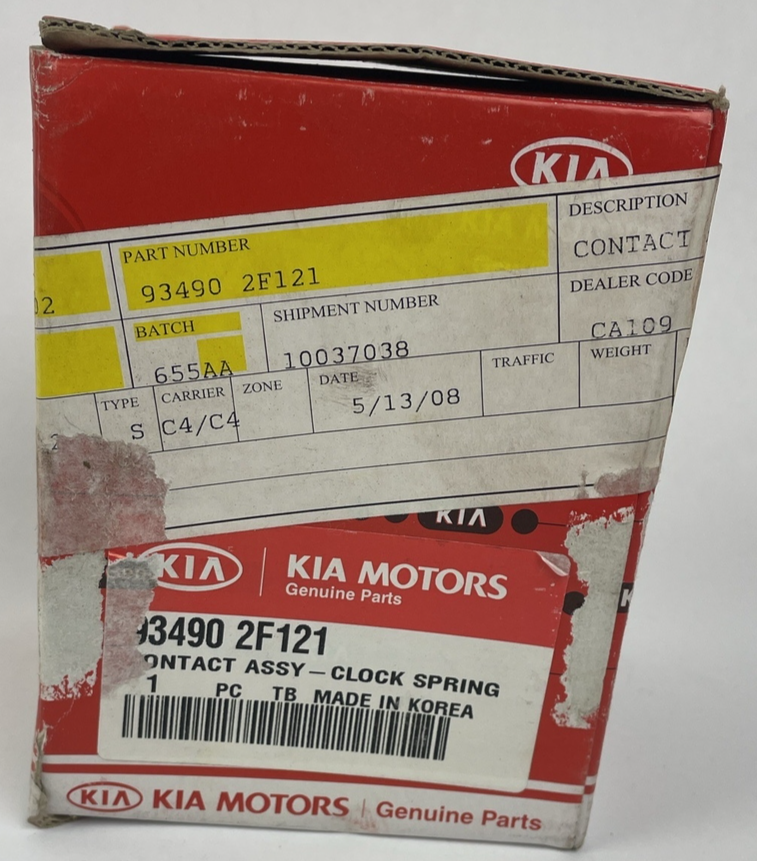 KIA
PART NUMBER
93490 2F121
DESCRIPTION
CONTACT
02
BATCH
655AA
SHIPMENT NUMBER
10037038
DEALER CODE
CA109
TYPE
S
CARRIER
C4/C4
ZONE
DATE
5/13/08
TRAFFIC
WEIGHT
2
KIA
KIA KIA MOTORS
Genuine Parts
93490 2F121
ONTACT ASSY – CLOCK SPRING
1 PC TB MADE IN KOREA
KIA KIA MOTORS | Genuine Parts